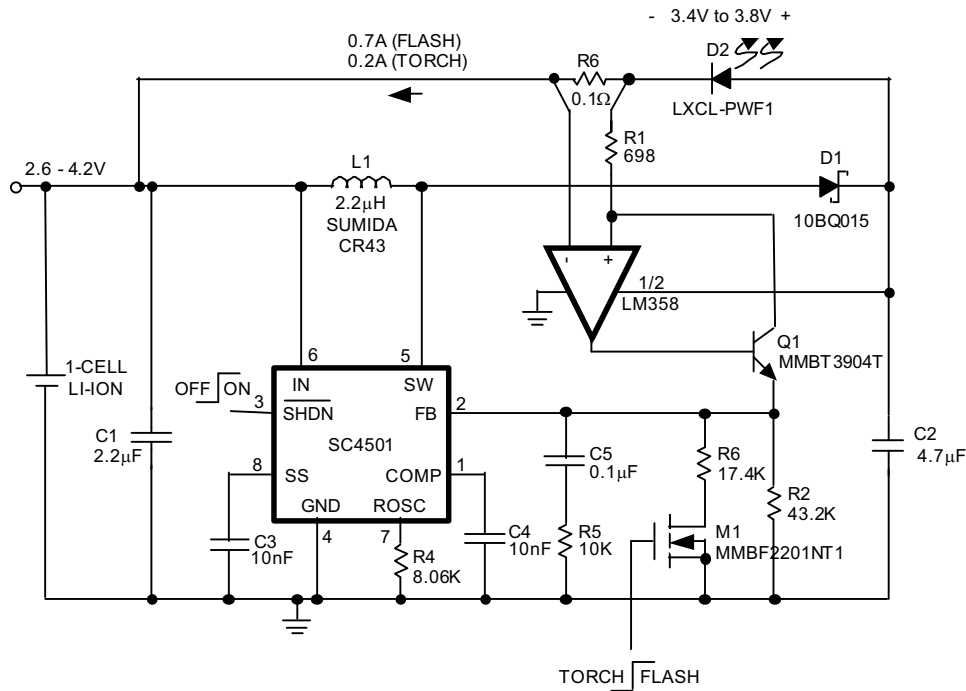 - 3.4V to 3.8V +
0.7A (FLASH)
0.2A (TORCH)
R6
0.1Ω
D2
LXCL-PWF1
R1
698
2.6 - 4.2V
L1
2.2μH
SUMIDA
CR43
D1
10BQ015
- +
1/2
LM358
Q1
MMBT3904T
1-CELL
LI-ION
6 5
IN SW
OFF ON
3
SHDN
FB
2
SC4501
C1
2.2μF
8
SS
COMP
1
GND ROSC
4 7
C3
10nF
R4
8.06K
C4
10nF
C5
0.1μF
R5
10K
R6
17.4K
R2
43.2K
M1
MMBF2201NT1
C2
4.7μF
TORCH FLASH